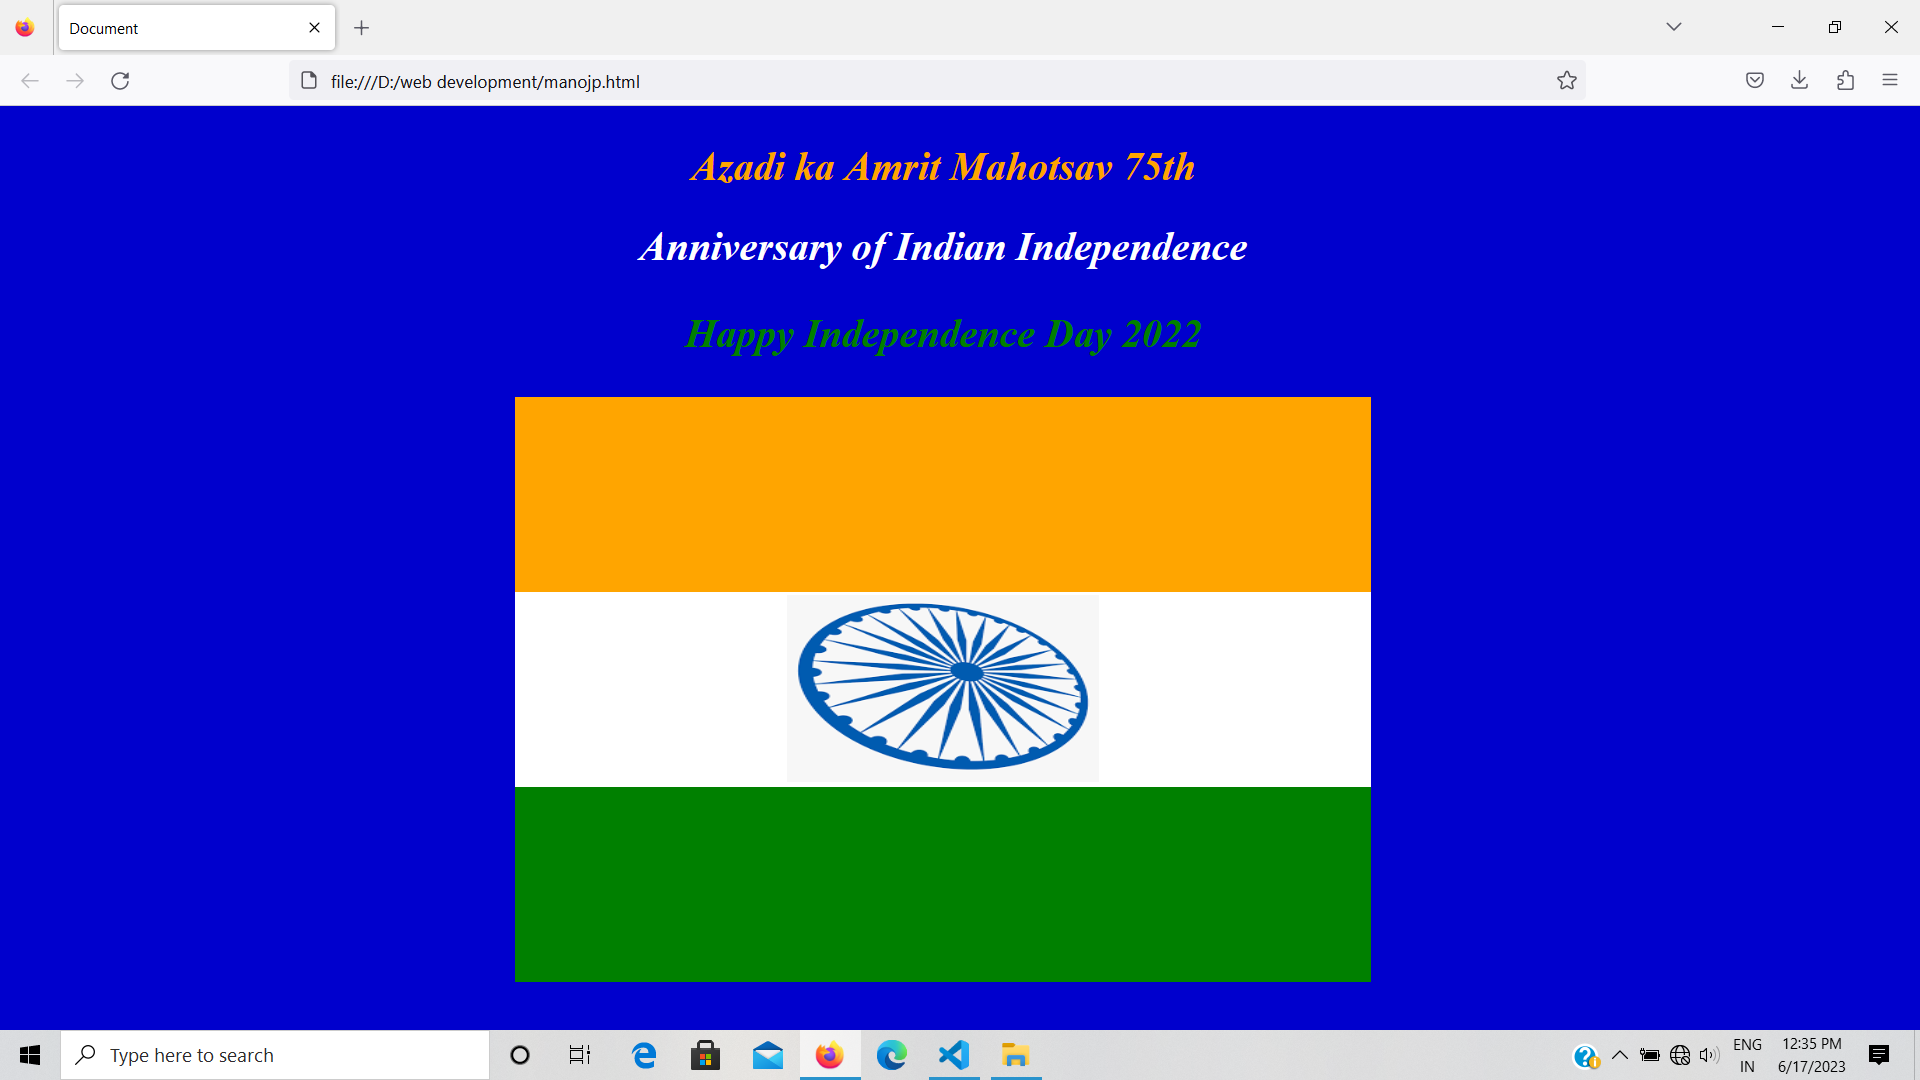 Document
file:///D:/web development/manojp.html
Azadi ka Amrit Mahotsav 75th
Anniversary of Indian Independence
Happy Independence Day 2022
Type here to search
ENG
IN
12:35 PM
6/17/2023